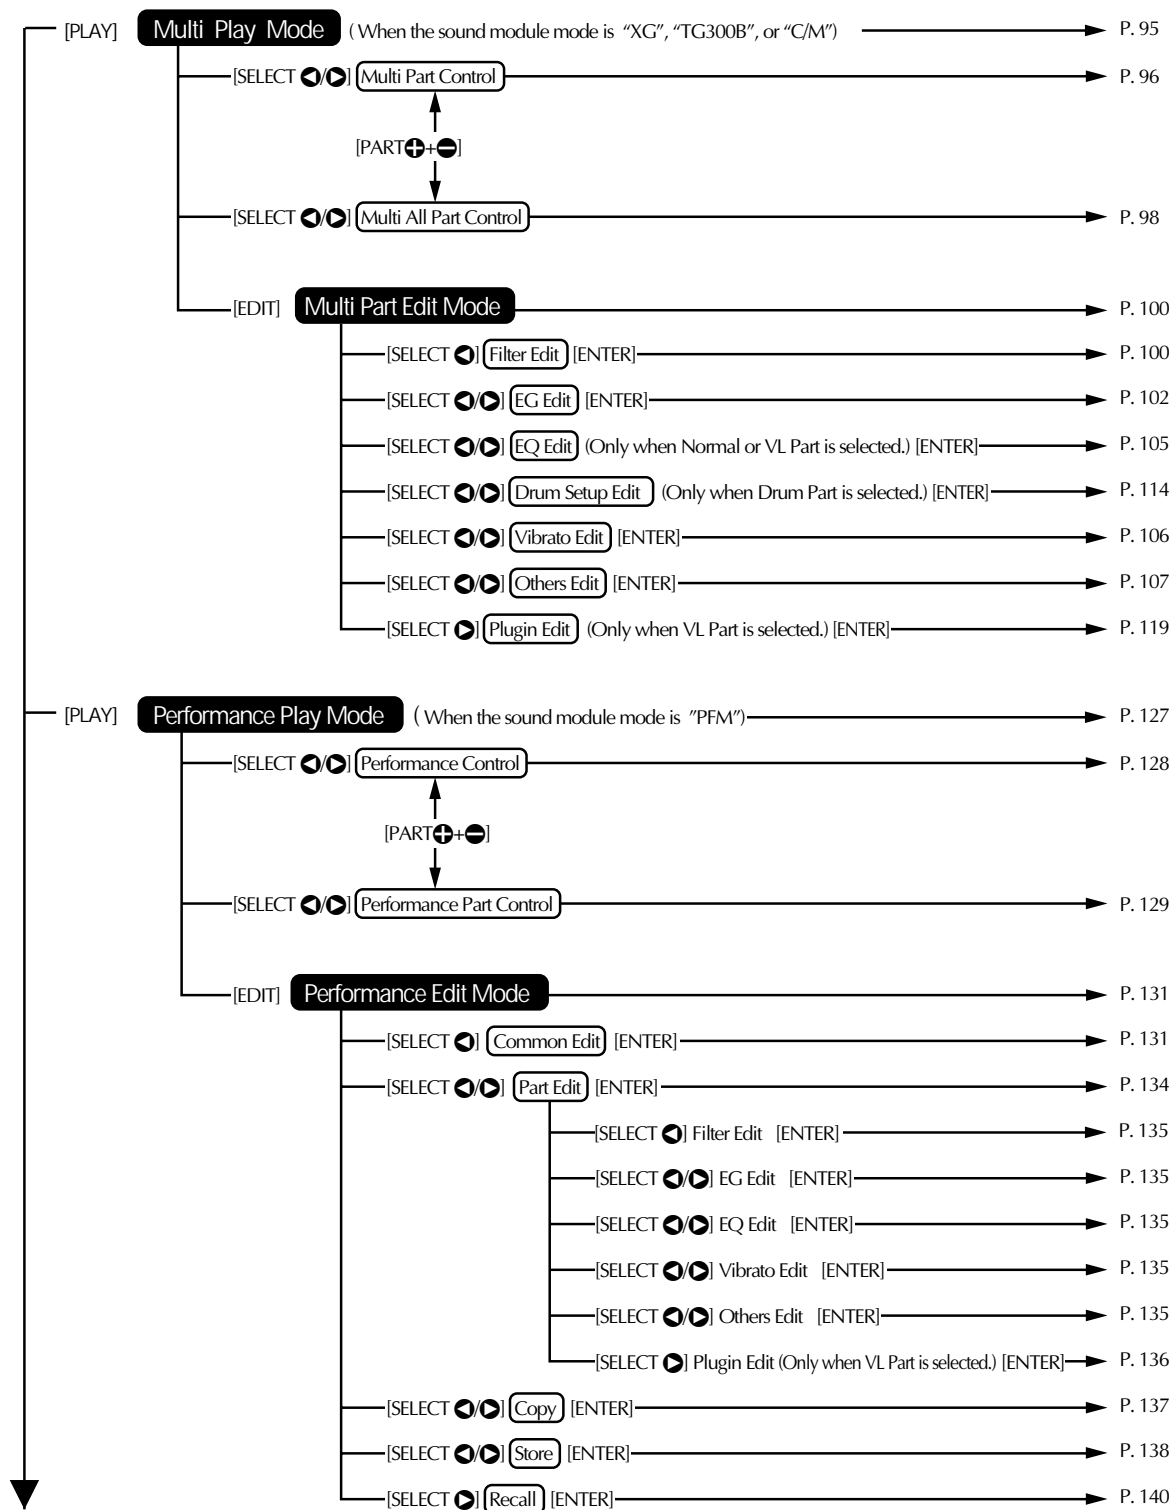 [PLAY] Multi Play Mode ( When the sound module mode is “XG”, “TG300B”, or “C/M”) P. 95
[SELECT ◀/▶] Multi Part Control P. 96
[PART+ + −]
[SELECT ◀/▶] Multi All Part Control P. 98
[EDIT] Multi Part Edit Mode P. 100
[SELECT ◀] Filter Edit [ENTER] P. 100
[SELECT ◀/▶] EG Edit [ENTER] P. 102
[SELECT ◀/▶] EQ Edit (Only when Normal or VL Part is selected.) [ENTER] P. 105
[SELECT ◀/▶] Drum Setup Edit (Only when Drum Part is selected.) [ENTER] P. 114
[SELECT ◀/▶] Vibrato Edit [ENTER] P. 106
[SELECT ◀/▶] Others Edit [ENTER] P. 107
[SELECT ▶] Plugin Edit (Only when VL Part is selected.) [ENTER] P. 119
[PLAY] Performance Play Mode ( When the sound module mode is ”PFM”) P. 127
[SELECT ◀/▶] Performance Control P. 128
[PART+ + −]
[SELECT ◀/▶] Performance Part Control P. 129
[EDIT] Performance Edit Mode P. 131
[SELECT ◀] Common Edit [ENTER] P. 131
[SELECT ◀/▶] Part Edit [ENTER] P. 134
[SELECT ◀] Filter Edit [ENTER] P. 135
[SELECT ◀/▶] EG Edit [ENTER] P. 135
[SELECT ◀/▶] EQ Edit [ENTER] P. 135
[SELECT ◀/▶] Vibrato Edit [ENTER] P. 135
[SELECT ◀/▶] Others Edit [ENTER] P. 135
[SELECT ▶] Plugin Edit (Only when VL Part is selected.) [ENTER] P. 136
[SELECT ◀/▶] Copy [ENTER] P. 137
[SELECT ◀/▶] Store [ENTER] P. 138
[SELECT ▶] Recall [ENTER] P. 140